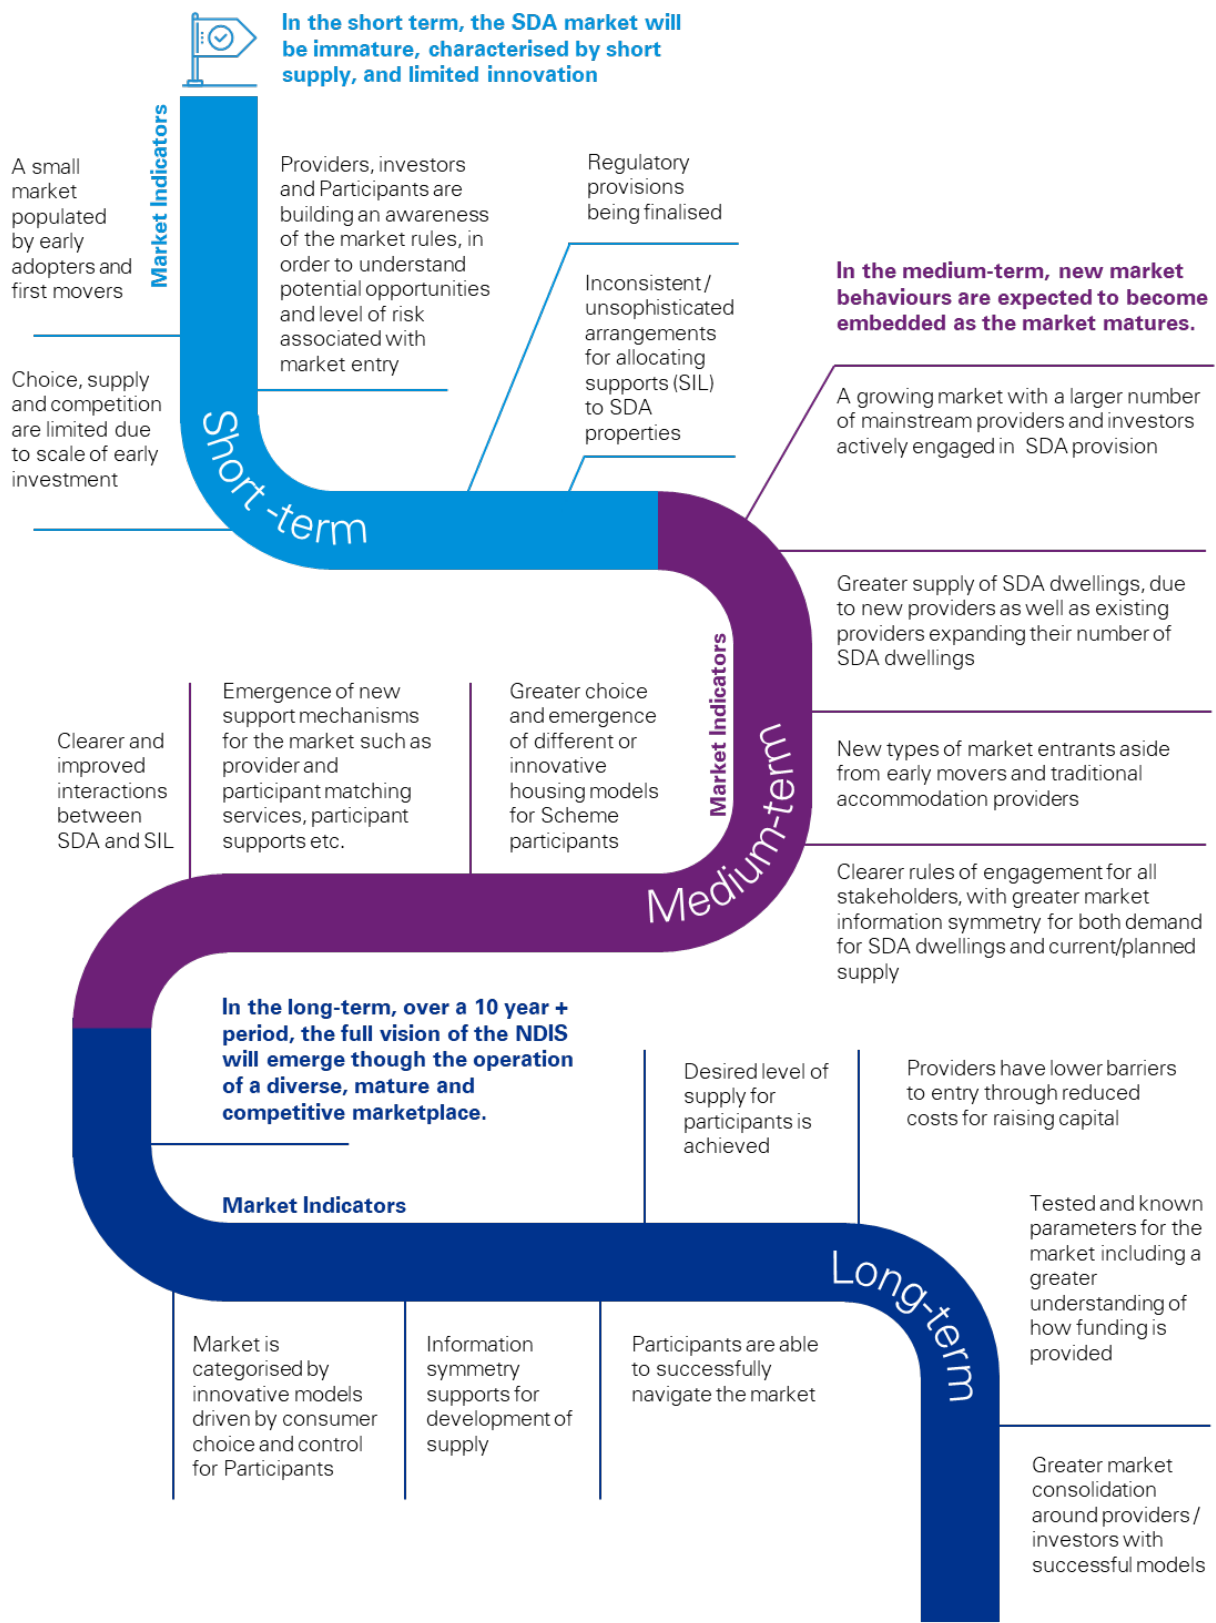 In the short term, the SDA market will
be immature, characterised by short
supply, and limited innovation
Market Indicators
A small
market
populated
by early
adopters and
first movers
Choice, supply
and competition
are limited due
to scale of early
investment
Providers, investors
and Participants are
building an awareness
of the market rules, in
order to understand
potential opportunities
and level of risk
associated with
market entry
Regulatory
provisions
being finalised
Inconsistent /
unsophisticated
arrangements
for allocating
supports (SIL)
to SDA
properties
Short-term
In the medium-term, new market
behaviours are expected to become
embedded as the market matures.
A growing market with a larger number
of mainstream providers and investors
actively engaged in SDA provision
Greater supply of SDA dwellings, due
to new providers as well as existing
providers expanding their number of
SDA dwellings
New types of market entrants aside
from early movers and traditional
accommodation providers
Clearer rules of engagement for all
stakeholders, with greater market
information symmetry for both demand
for SDA dwellings and current/planned
supply
Market Indicators
Medium-term
Greater choice
and emergence
of different or
innovative
housing models
for Scheme
participants
Emergence of new
support mechanisms
for the market such as
provider and
participant matching
services, participant
supports etc.
Clearer and
improved
interactions
between
SDA and SIL
In the long-term, over a 10 year +
period, the full vision of the NDIS
will emerge though the operation
of a diverse, mature and
competitive marketplace.
Market Indicators
Desired level of
supply for
participants is
achieved
Providers have lower barriers
to entry through reduced
costs for raising capital
Tested and known
parameters for the
market including a
greater
understanding of
how funding is
provided
Long-term
Market is
categorised by
innovative models
driven by consumer
choice and control
for Participants
Information
symmetry
supports for
development of
supply
Participants are able
to successfully
navigate the market
Greater market
consolidation
around providers /
investors with
successful models